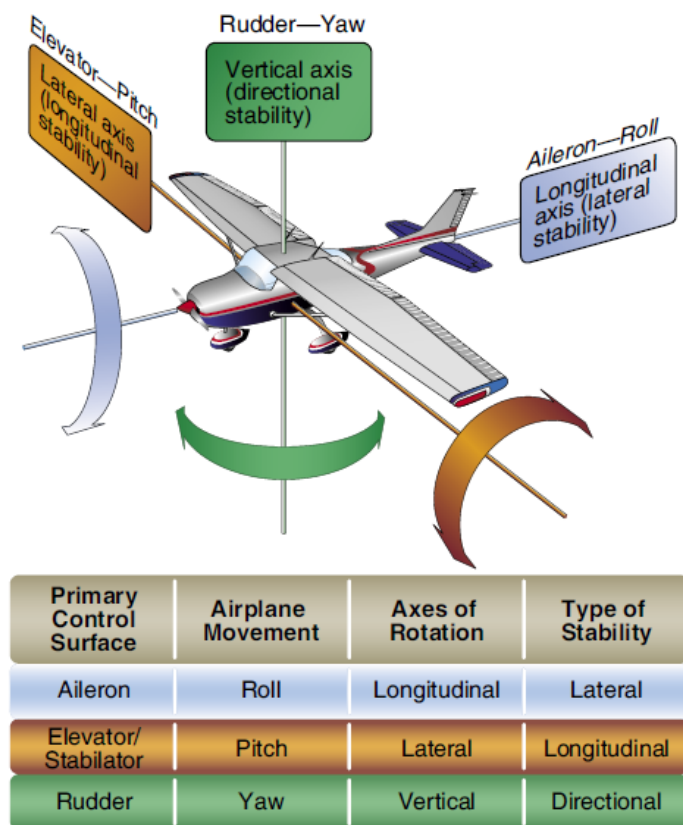 Rudder—Yaw
Vertical axis
(directional
stability)
Elevator—Pitch
Lateral axis
(longitudinal
stability)
Aileron—Roll
Longitudinal
axis (lateral
stability)
Primary
Control
Surface
Airplane
Movement
Axes of
Rotation
Type of
Stability
Aileron
Roll
Longitudinal
Lateral
Elevator/
Stabilator
Pitch
Lateral
Longitudinal
Rudder
Yaw
Vertical
Directional